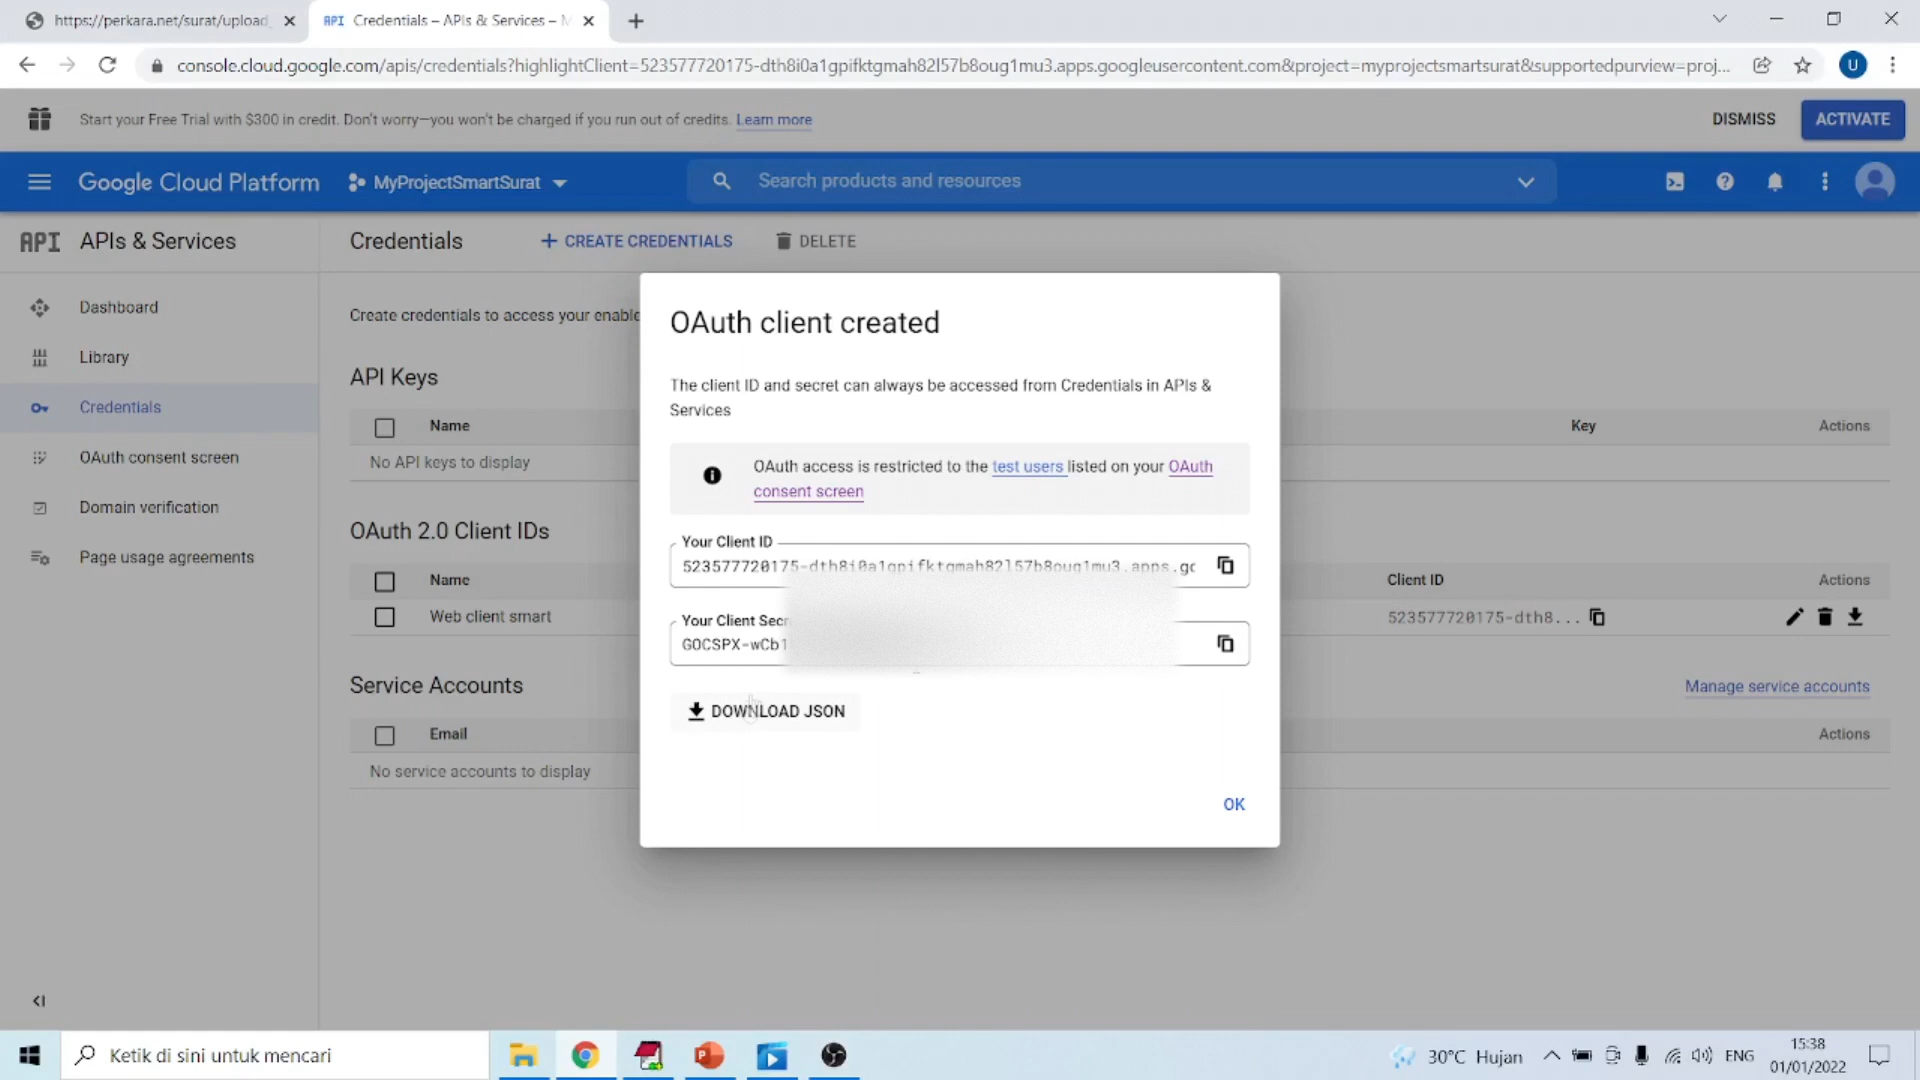 https://perkara.net/surat/upload_
Credentials – APIs & Services – M
console.cloud.google.com/apis/credentials?highlightClient=523577720175-dth8i0a1gpifktgmah82l57b8oug1mu3.apps.googleusercontent.com&project=myprojectsmartsurat&supportedpurview=proj...
U
Start your Free Trial with $300 in credit. Don't worry—you won't be charged if you run out of credits. Learn more
DISMISS
ACTIVATE
Google Cloud Platform
MyProjectSmartSurat
Search products and resources
API
APIs & Services
Credentials
CREATE CREDENTIALS
DELETE
Dashboard
Library
Credentials
OAuth consent screen
Domain verification
Page usage agreements
Create credentials to access your enable
API Keys
Name
Key
Actions
No API keys to display
OAuth 2.0 Client IDs
Name
Client ID
Actions
Web client smart
523577720175-dth8...
Service Accounts
Manage service accounts
Email
Actions
No service accounts to display
OAuth client created
The client ID and secret can always be accessed from Credentials in APIs &
Services
OAuth access is restricted to the test users listed on your OAuth
consent screen
Your Client ID
523577720175-dth8i0a1gpifktgmah82l57b8oug1mu3.apps.gc
Your Client Secr
GOCSPX-wCb1
DOWNLOAD JSON
OK
Ketik di sini untuk mencari
30°C Hujan
ENG
15:38
01/01/2022